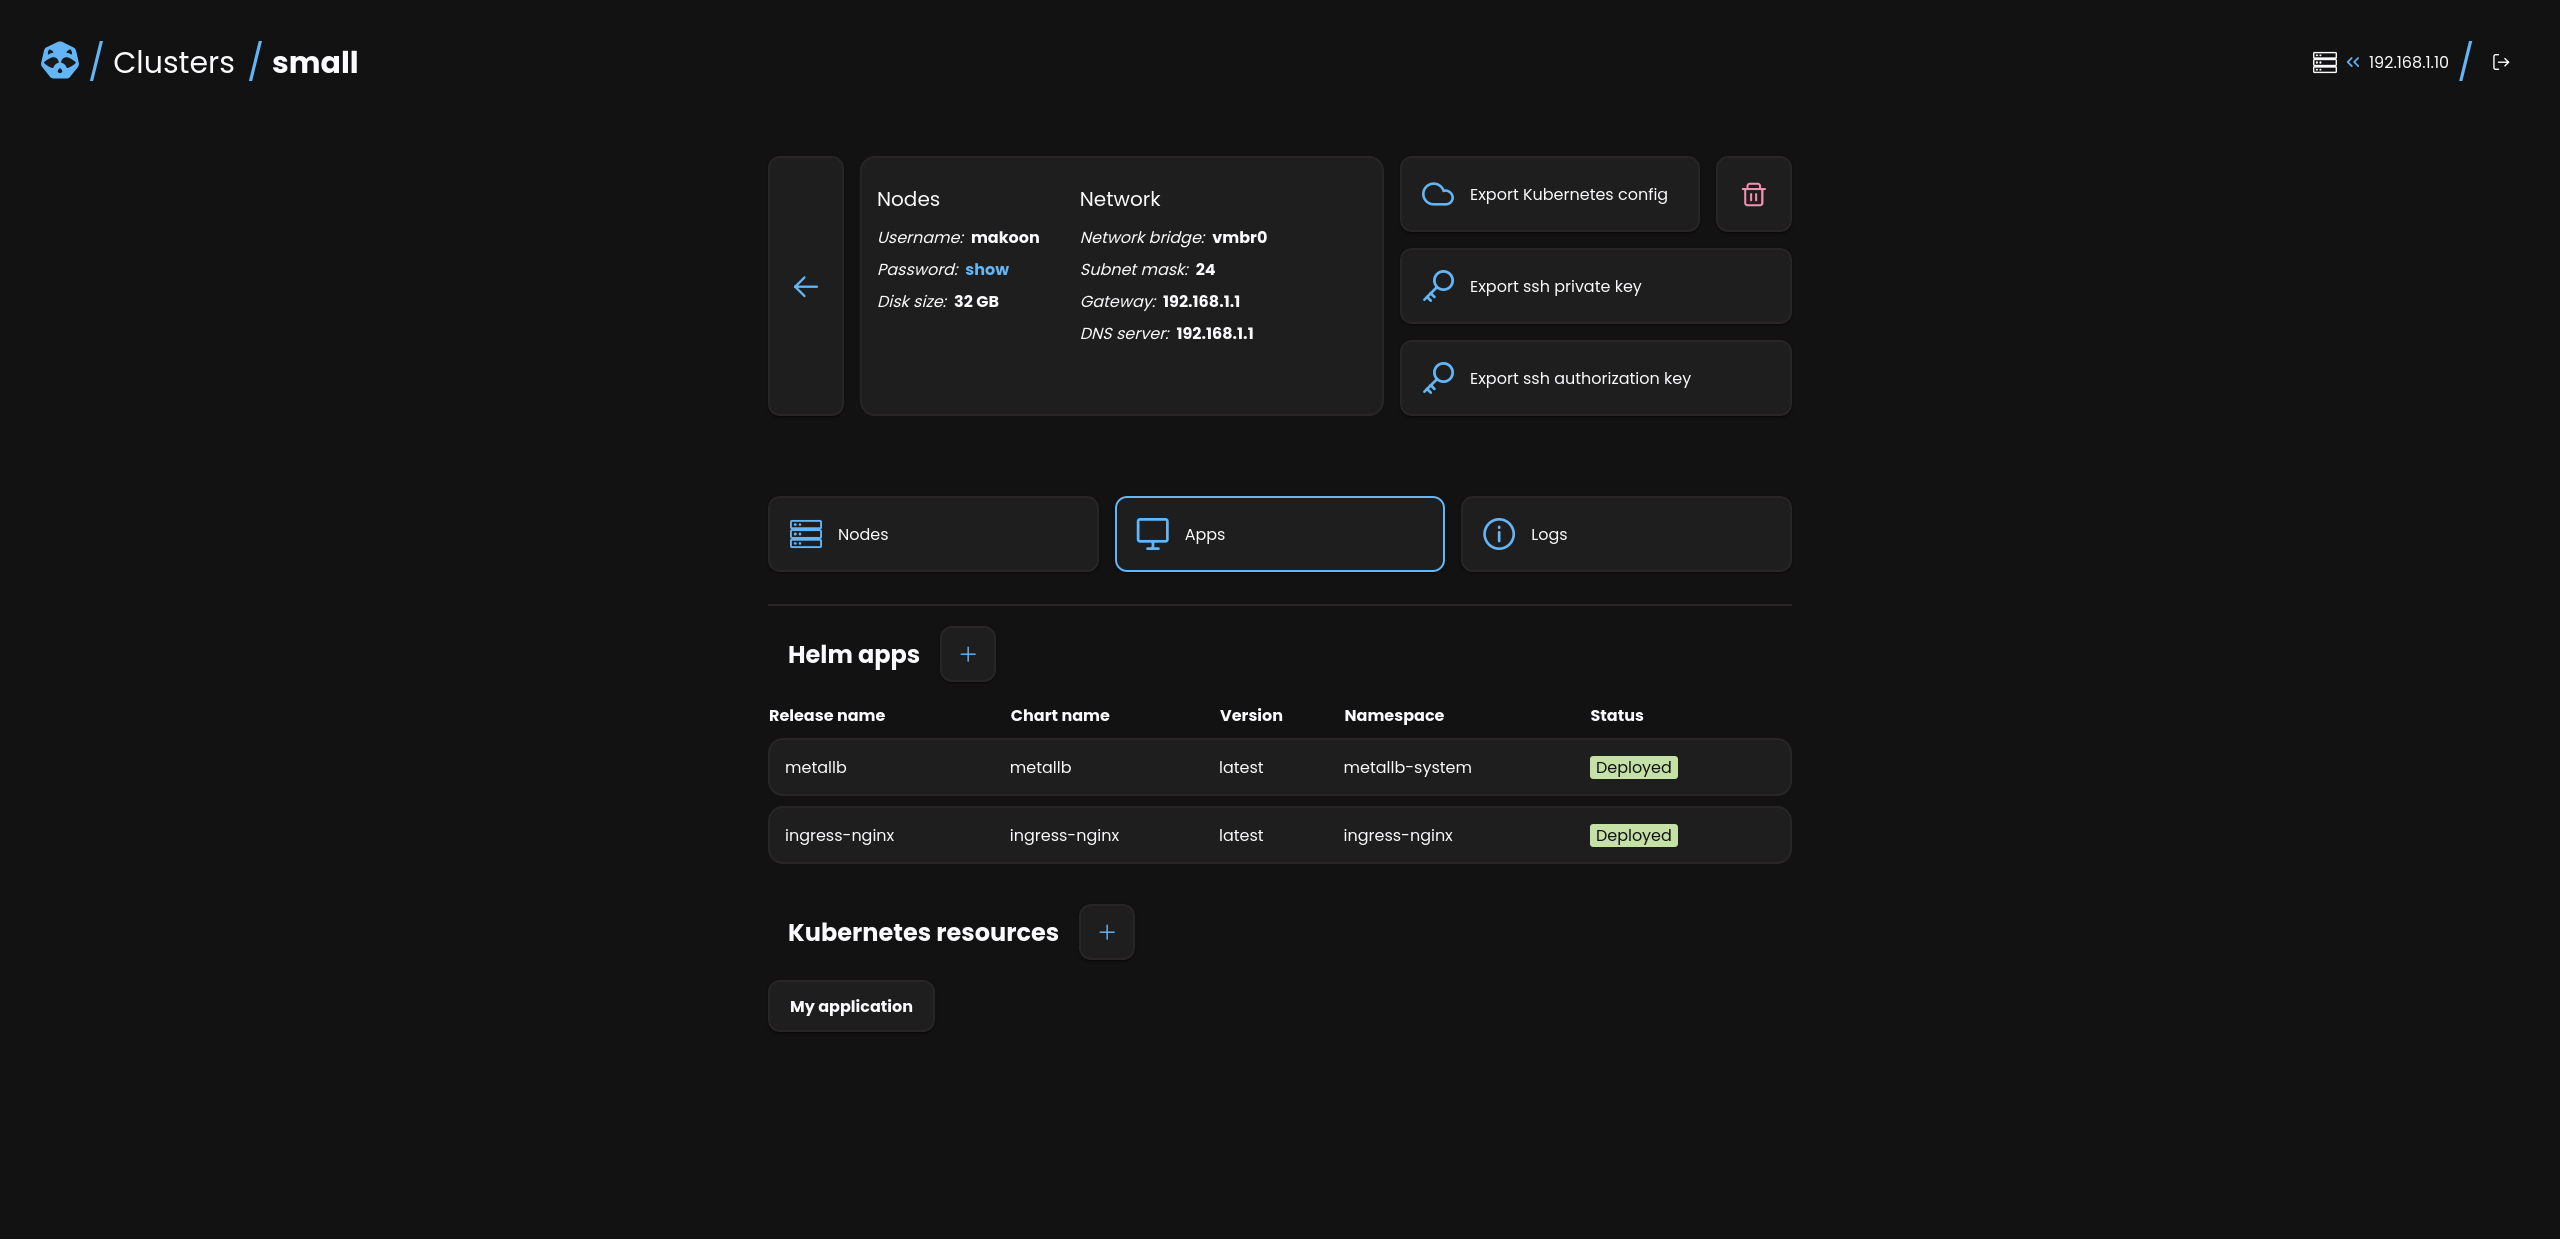 / Clusters / small
192.168.1.10 /
Nodes
Username: makoon
Password: show
Disk size: 32 GB
Network
Network bridge: vmbr0
Subnet mask: 24
Gateway: 192.168.1.1
DNS server: 192.168.1.1
Export Kubernetes config
Export ssh private key
Export ssh authorization key
Nodes
Apps
Logs
Helm apps
Release name Chart name Version Namespace Status
metallb metallb latest metallb-system Deployed
ingress-nginx ingress-nginx latest ingress-nginx Deployed
Kubernetes resources
My application